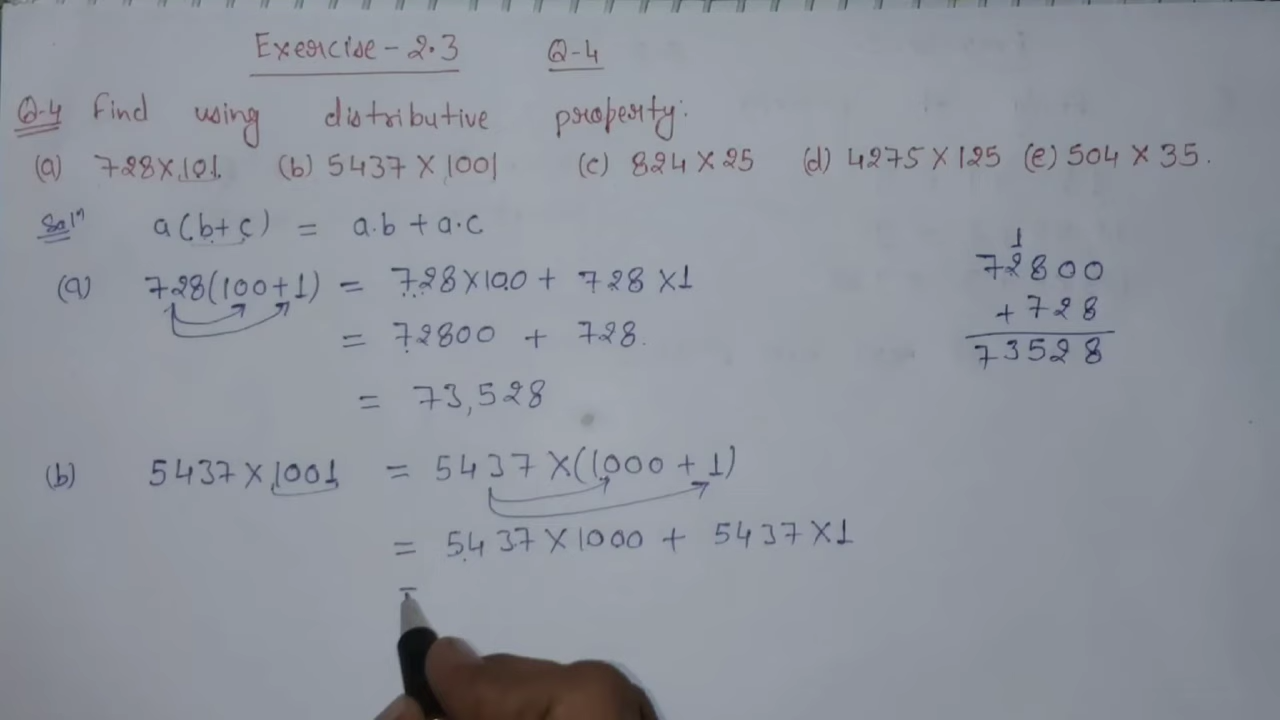 Exercise - 2.3 Q-4
Q.4 Find using distributive property:
(a) 728×101 (b) 5437 × 1001 (c) 824 × 25 (d) 4275 × 125 (e) 504 × 35.
Solⁿ a(b+c) = a.b + a.c
(a) 728(100+1) = 728×100 + 728 ×1
= 72800 + 728.
= 73,528
1
72800
+ 728
73528
(b) 5437×1001 = 5437 ×(1000 + 1)
= 5437×1000 + 5437×1
=